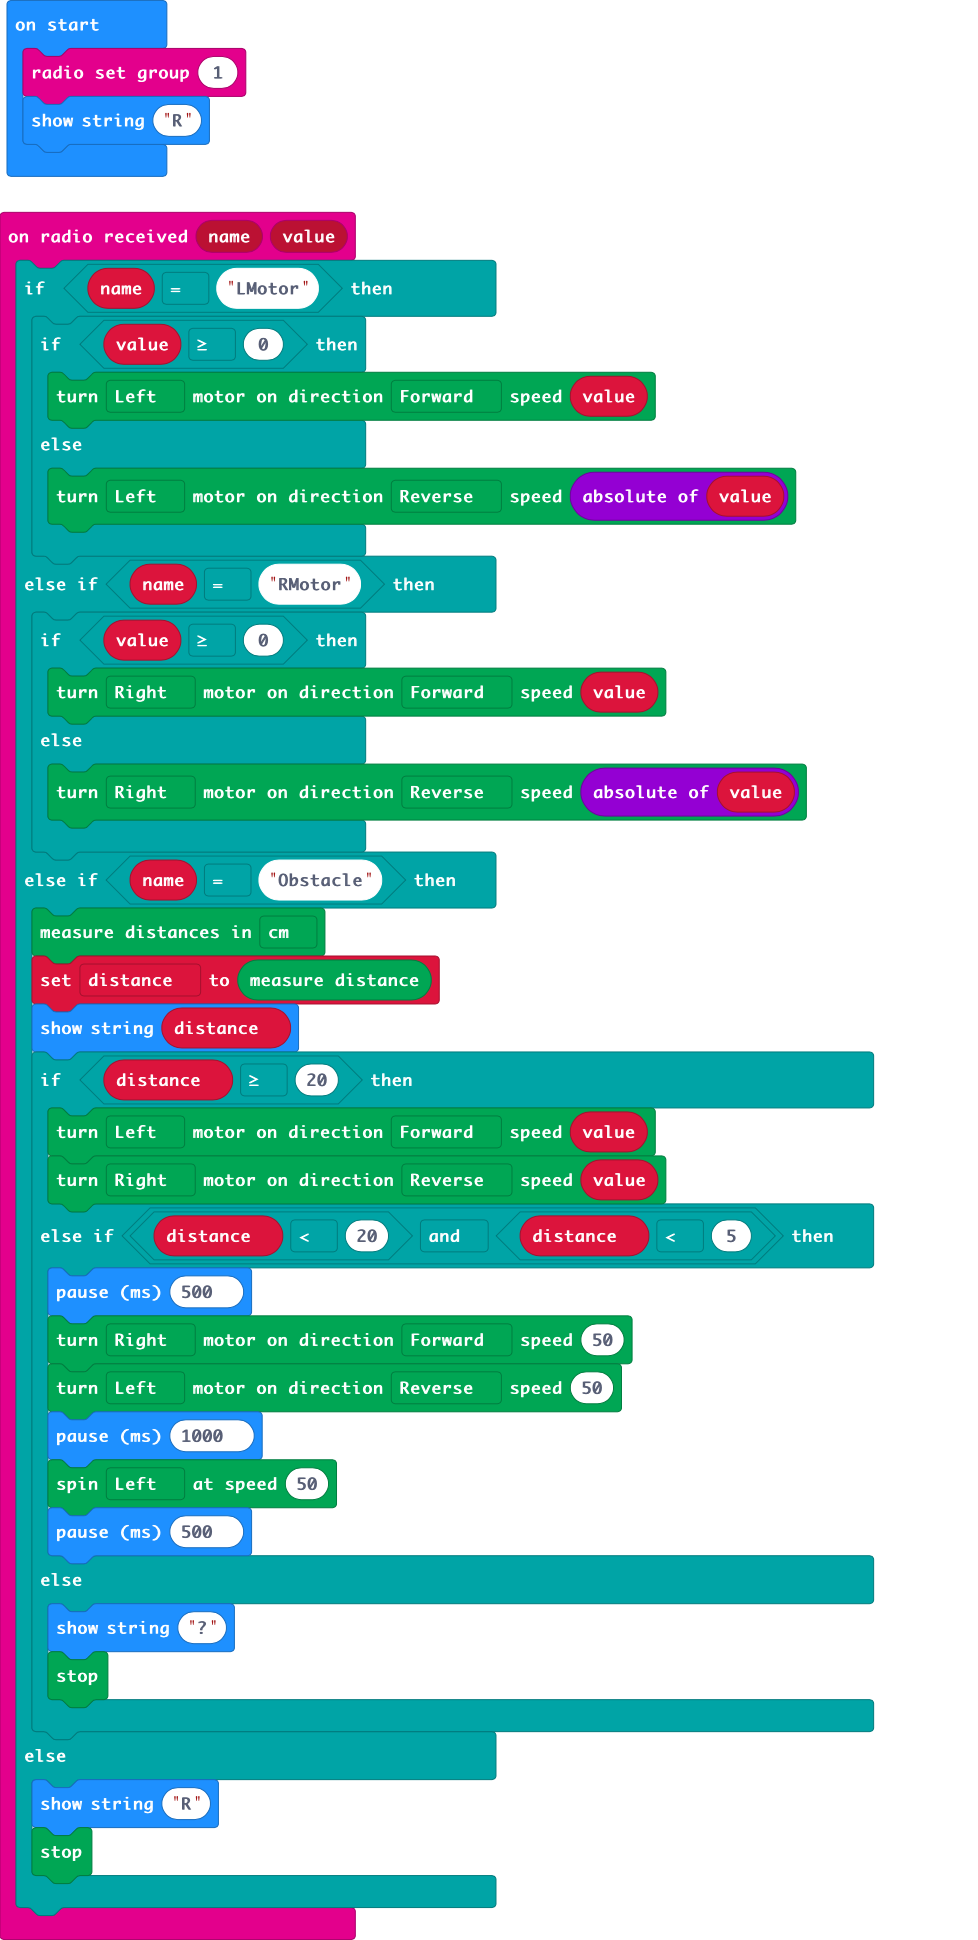 on start
radio set group 1
show string "R"
on radio received name value
if name = "LMotor" then
if value ≥ 0 then
turn Left motor on direction Forward speed value
else
turn Left motor on direction Reverse speed absolute of value
else if name = "RMotor" then
if value ≥ 0 then
turn Right motor on direction Forward speed value
else
turn Right motor on direction Reverse speed absolute of value
else if name = "Obstacle" then
measure distances in cm
set distance to measure distance
show string distance
if distance ≥ 20 then
turn Left motor on direction Forward speed value
turn Right motor on direction Reverse speed value
else if distance < 20 and distance < 5 then
pause (ms) 500
turn Right motor on direction Forward speed 50
turn Left motor on direction Reverse speed 50
pause (ms) 1000
spin Left at speed 50
pause (ms) 500
else
show string "?"
stop
else
show string "R"
stop